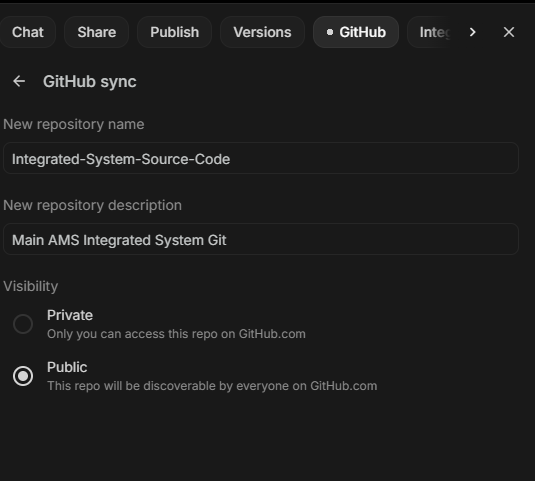 Chat Share Publish Versions GitHub Integ
GitHub sync
New repository name
Integrated-System-Source-Code
New repository description
Main AMS Integrated System Git
Visibility
Private
Only you can access this repo on GitHub.com
Public
This repo will be discoverable by everyone on GitHub.com